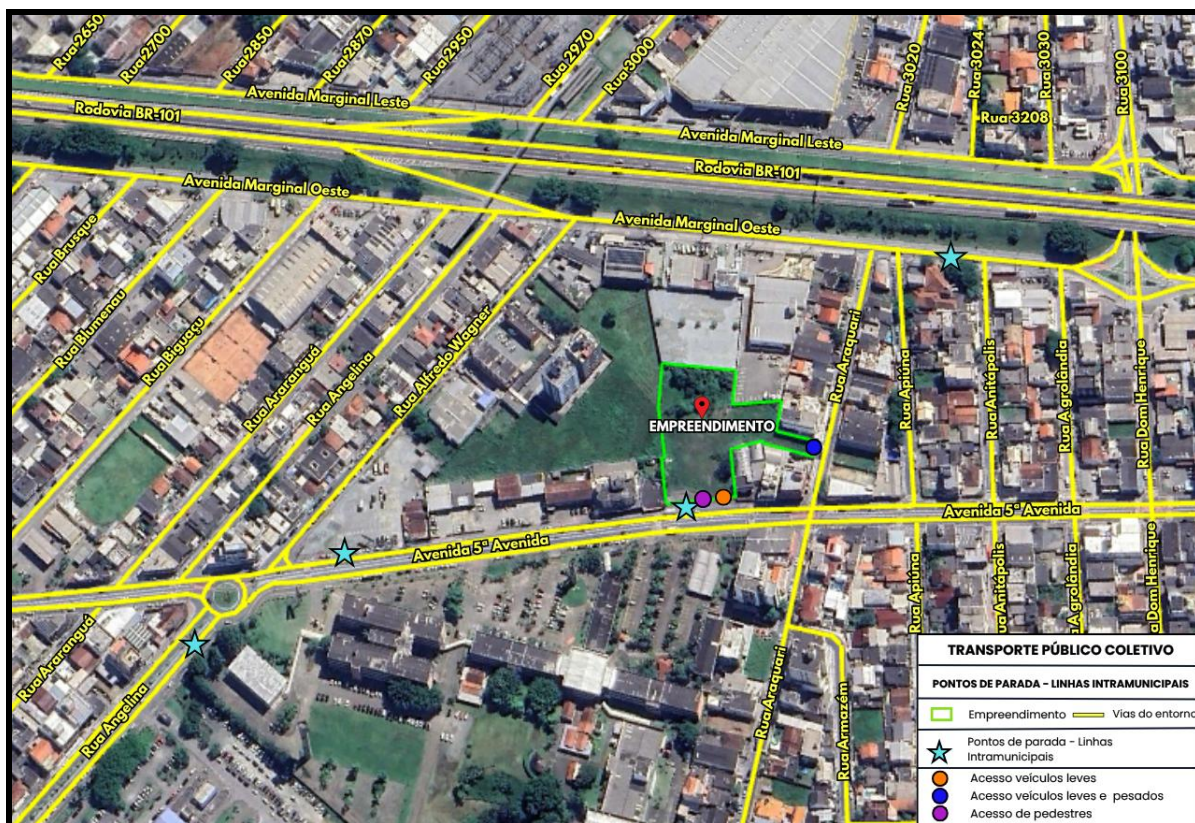 Rua 2650
Rua 2700
Rua 2850
Rua 2870
Rua 2950
Rua 2970
Rua 3000
Rua 3020
Rua 3024
Rua 3030
Rua 3100
Avenida Marginal Leste
Rodovia BR-101
Rua 3208
Avenida Marginal Leste
Rodovia BR-101
Avenida Marginal Oeste
Avenida Marginal Oeste
Rua Brusque
Rua Blumenau
Rua Biguaçu
Rua Araranguá
Rua Angelina
Rua Alfredo Wagner
Rua Araquari
Rua Apiúna
Rua Anitápolis
Rua Agrolândia
Rua Dom Henrique
EMPREENDIMENTO
Avenida 5ª Avenida
Avenida 5ª Avenida
Rua Araranguá
Rua Angelina
Rua Araquari
Rua Armazém
Rua Apiúna
Rua Anitápolis
a Agrolândia
a Dom Henrique
TRANSPORTE PÚBLICO COLETIVO
PONTOS DE PARADA - LINHAS INTRAMUNICIPAIS
Empreendimento
Vias do entorno
Pontos de parada - Linhas
Intramunicipais
Acesso veículos leves
Acesso veículos leves e pesados
Acesso de pedestres